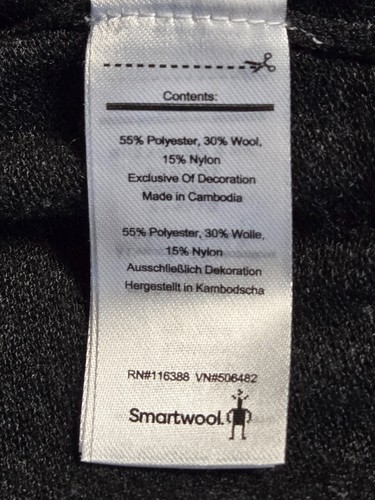 Contents:
55% Polyester, 30% Wool,
15% Nylon
Exclusive Of Decoration
Made in Cambodia
55% Polyester, 30% Wolle,
15% Nylon
Ausschließlich Dekoration
Hergestellt in Kambodscha
RN#116388 VN#506482
Smartwool.